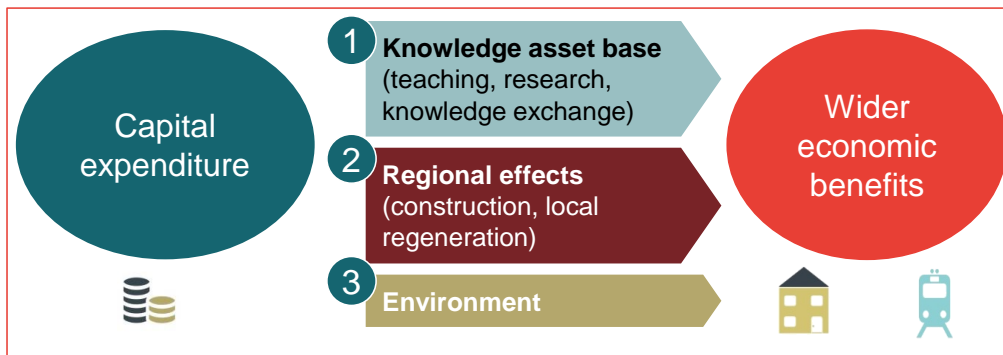 Capital
expenditure
1
Knowledge asset base
(teaching, research,
knowledge exchange)
2
Regional effects
(construction, local
regeneration)
3
Environment
Wider
economic
benefits